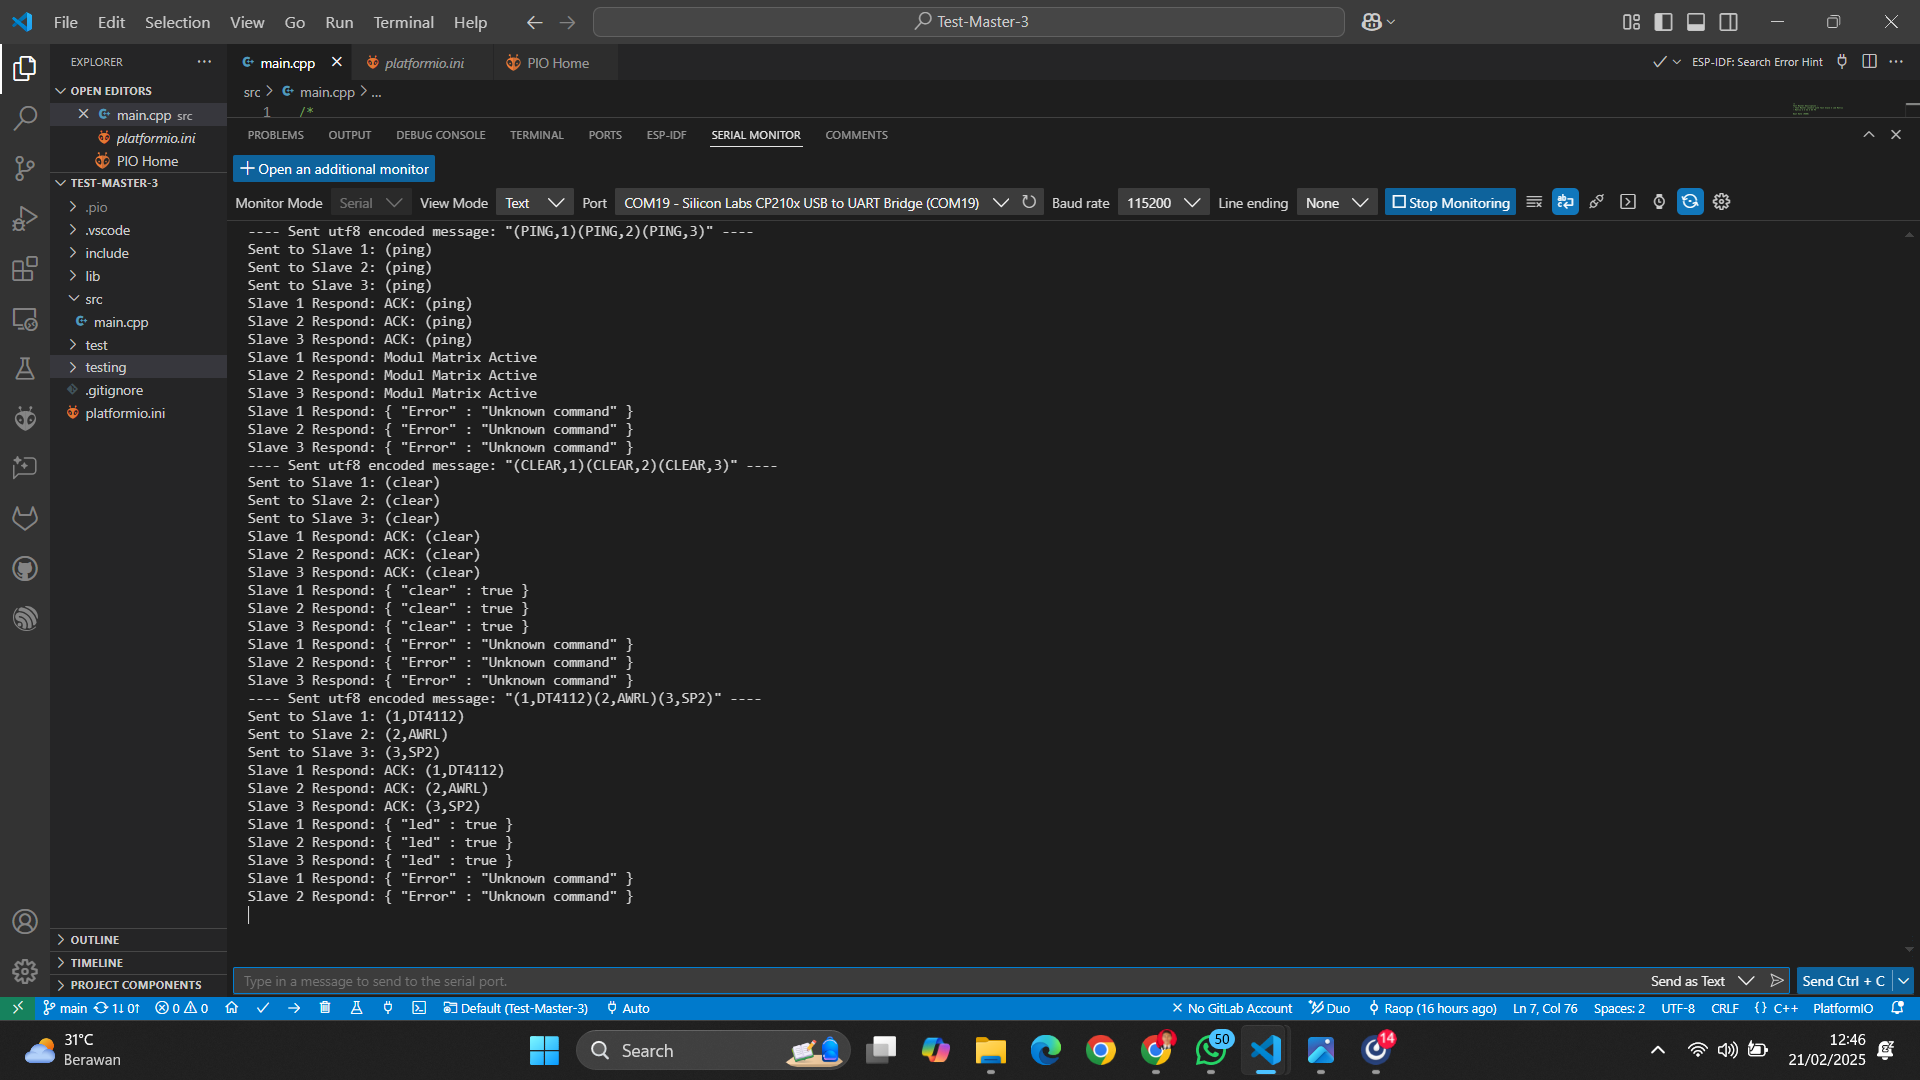 File Edit Selection View Go Run Terminal Help
Test-Master-3
EXPLORER
OPEN EDITORS
main.cpp src
platformio.ini
PIO Home
TEST-MASTER-3
.pio
.vscode
include
lib
src
main.cpp
test
testing
.gitignore
platformio.ini
OUTLINE
TIMELINE
PROJECT COMPONENTS
main.cpp
platformio.ini
PIO Home
ESP-IDF: Search Error Hint
src > main.cpp > ...
1 /*
PROBLEMS OUTPUT DEBUG CONSOLE TERMINAL PORTS ESP-IDF SERIAL MONITOR COMMENTS
Open an additional monitor
Monitor Mode Serial View Mode Text Port COM19 - Silicon Labs CP210x USB to UART Bridge (COM19) Baud rate 115200 Line ending None Stop Monitoring
---- Sent utf8 encoded message: "(PING,1)(PING,2)(PING,3)" ----
Sent to Slave 1: (ping)
Sent to Slave 2: (ping)
Sent to Slave 3: (ping)
Slave 1 Respond: ACK: (ping)
Slave 2 Respond: ACK: (ping)
Slave 3 Respond: ACK: (ping)
Slave 1 Respond: Modul Matrix Active
Slave 2 Respond: Modul Matrix Active
Slave 3 Respond: Modul Matrix Active
Slave 1 Respond: { "Error" : "Unknown command" }
Slave 2 Respond: { "Error" : "Unknown command" }
Slave 3 Respond: { "Error" : "Unknown command" }
---- Sent utf8 encoded message: "(CLEAR,1)(CLEAR,2)(CLEAR,3)" ----
Sent to Slave 1: (clear)
Sent to Slave 2: (clear)
Sent to Slave 3: (clear)
Slave 1 Respond: ACK: (clear)
Slave 2 Respond: ACK: (clear)
Slave 3 Respond: ACK: (clear)
Slave 1 Respond: { "clear" : true }
Slave 2 Respond: { "clear" : true }
Slave 3 Respond: { "clear" : true }
Slave 1 Respond: { "Error" : "Unknown command" }
Slave 2 Respond: { "Error" : "Unknown command" }
Slave 3 Respond: { "Error" : "Unknown command" }
---- Sent utf8 encoded message: "(1,DT4112)(2,AWRL)(3,SP2)" ----
Sent to Slave 1: (1,DT4112)
Sent to Slave 2: (2,AWRL)
Sent to Slave 3: (3,SP2)
Slave 1 Respond: ACK: (1,DT4112)
Slave 2 Respond: ACK: (2,AWRL)
Slave 3 Respond: ACK: (3,SP2)
Slave 1 Respond: { "led" : true }
Slave 2 Respond: { "led" : true }
Slave 3 Respond: { "led" : true }
Slave 1 Respond: { "Error" : "Unknown command" }
Slave 2 Respond: { "Error" : "Unknown command" }
Type in a message to send to the serial port. Send as Text Send Ctrl + C
main 1↓ 0↑ 0 0 Default (Test-Master-3) Auto No GitLab Account Duo Raop (16 hours ago) Ln 7, Col 76 Spaces: 2 UTF-8 CRLF {} C++ PlatformIO
31°C
Berawan
Search
50
14
12:46
21/02/2025